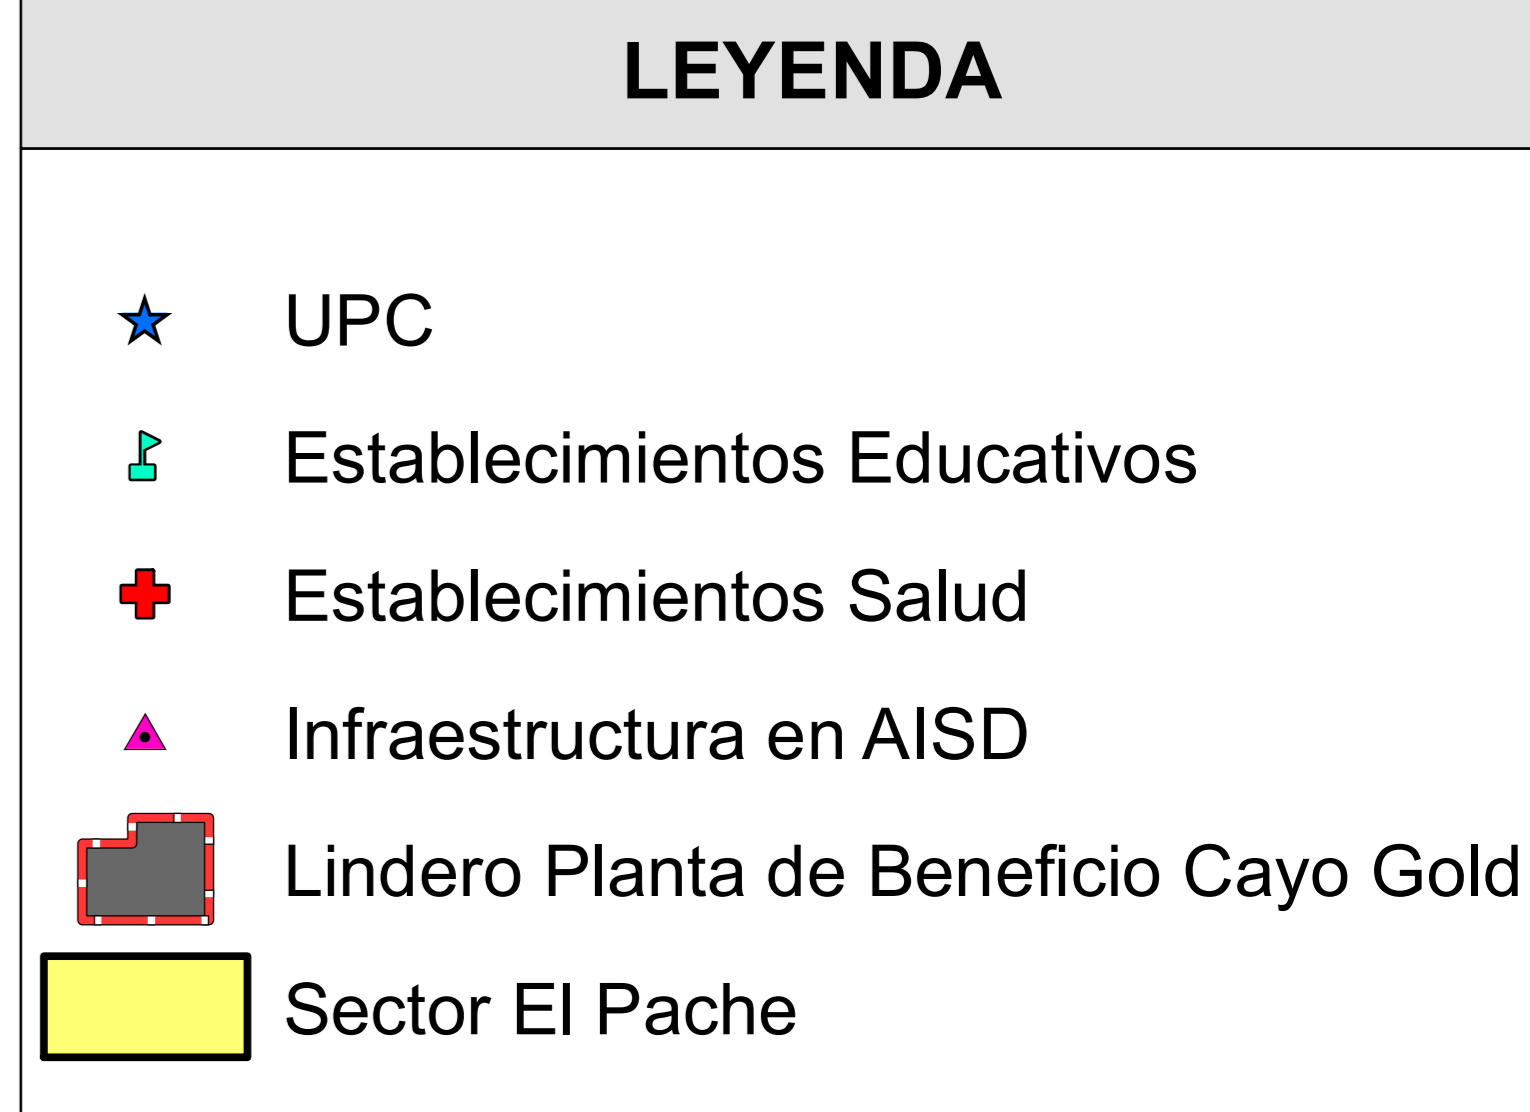 LEYENDA
UPC
Establecimientos Educativos
Establecimientos Salud
Infraestructura en AISD
Lindero Planta de Beneficio Cayo Gold
Sector El Pache